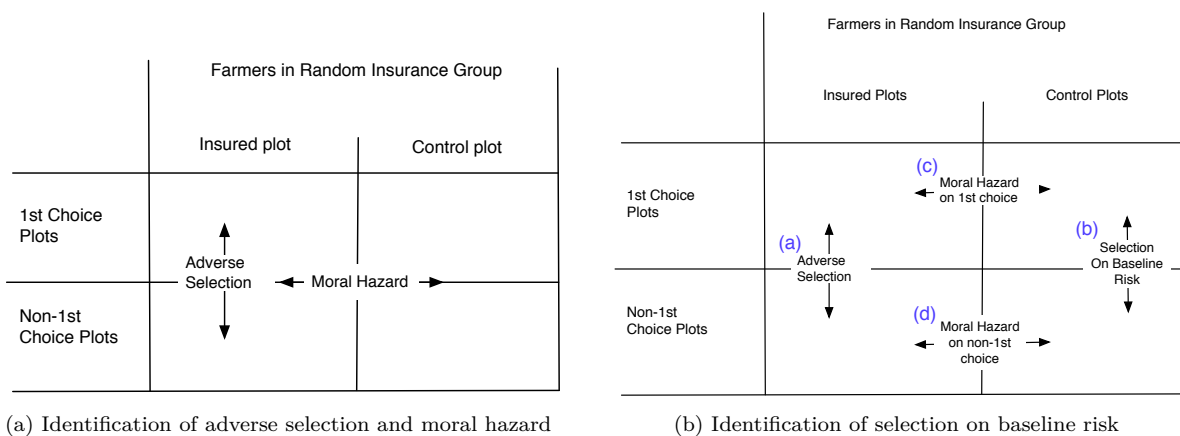 Farmers in Random Insurance Group
Insured plot
Control plot
1st Choice
Plots
Adverse
Selection
Moral Hazard
Non-1st
Choice Plots
(a) Identification of adverse selection and moral hazard
Farmers in Random Insurance Group
Insured Plots
Control Plots
1st Choice
Plots
(c)
Moral Hazard
on 1st choice
(a)
Adverse
Selection
(b)
Selection
On Baseline
Risk
Non-1st
Choice Plots
(d)
Moral Hazard
on non-1st
choice
(b) Identification of selection on baseline risk